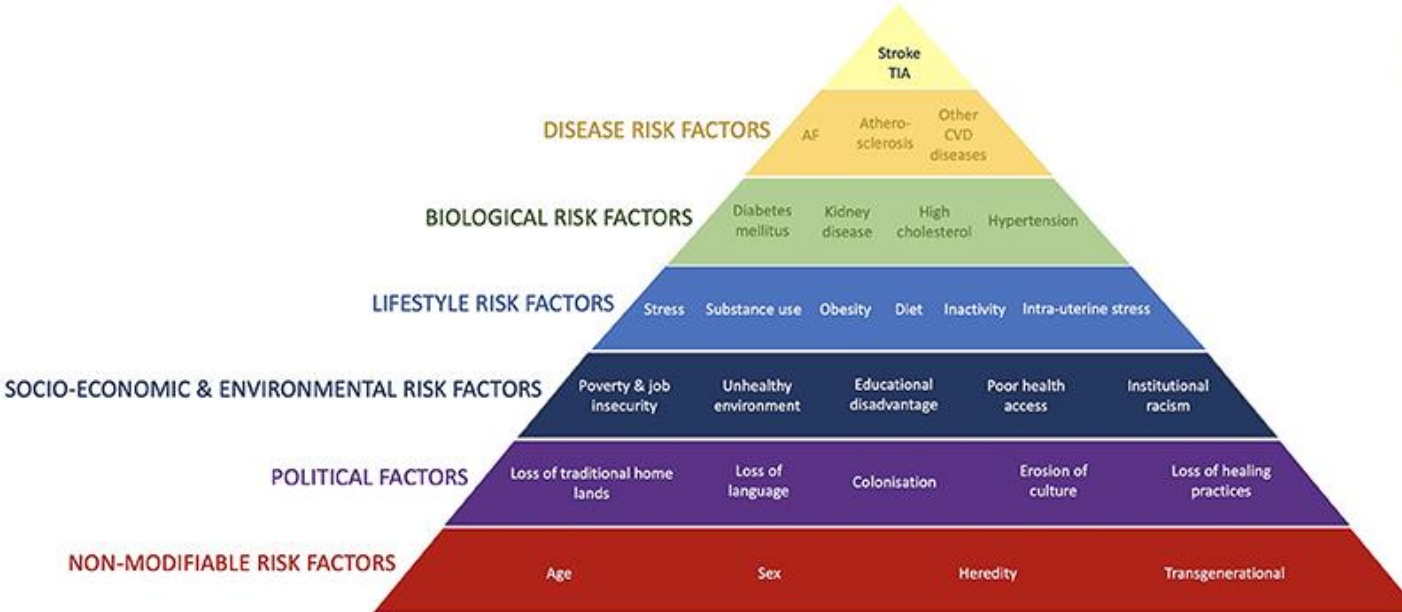 Stroke
TIA
DISEASE RISK FACTORS
AF
Athero-
sclerosis
Other
CVD
diseases
BIOLOGICAL RISK FACTORS
Diabetes
mellitus
Kidney
disease
High
cholesterol
Hypertension
LIFESTYLE RISK FACTORS
Stress
Substance use
Obesity
Diet
Inactivity
Intra-uterine stress
SOCIO-ECONOMIC & ENVIRONMENTAL RISK FACTORS
Poverty & job
insecurity
Unhealthy
environment
Educational
disadvantage
Poor health
access
Institutional
racism
POLITICAL FACTORS
Loss of traditional home
lands
Loss of
language
Colonisation
Erosion of
culture
Loss of healing
practices
NON-MODIFIABLE RISK FACTORS
Age
Sex
Heredity
Transgenerational